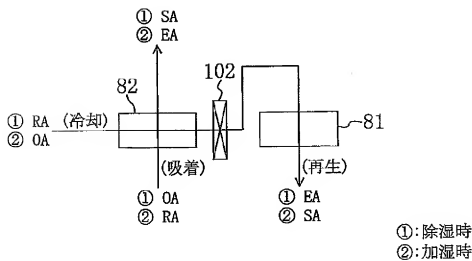 ① SA
② EA
82
102
① RA (冷却)
② OA
81
(吸着)
(再生)
① OA
② RA
① EA
② SA
①:除湿時
②:加湿時